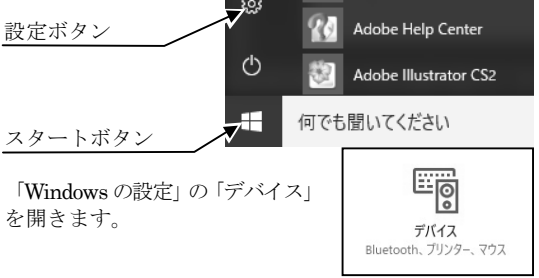 設定ボタン
Adobe Help Center
Adobe Illustrator CS2
スタートボタン
何でも聞いてください
「Windows の設定」の「デバイス」
を開きます。
デバイス
Bluetooth、プリンター、マウス